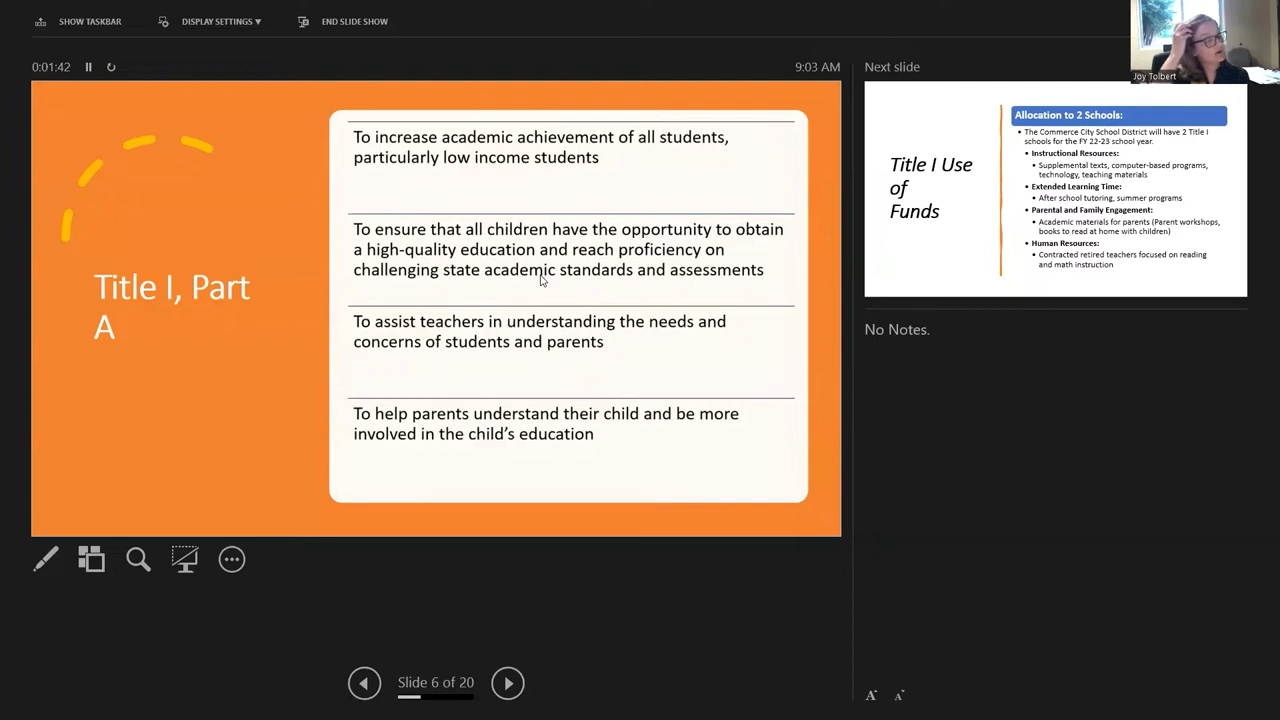 SHOW TASKBAR
DISPLAY SETTINGS ▼
END SLIDE SHOW
0:01:42
9:03 AM
Title I, Part
A
To increase academic achievement of all students,
particularly low income students
To ensure that all children have the opportunity to obtain
a high-quality education and reach proficiency on
challenging state academic standards and assessments
To assist teachers in understanding the needs and
concerns of students and parents
To help parents understand their child and be more
involved in the child's education
Slide 6 of 20
Joy Tolbert
Next slide
Title I Use
of
Funds
Allocation to 2 Schools:
• The Commerce City School District will have 2 Title I
schools for the FY 22-23 school year.
• Instructional Resources:
• Supplemental texts, computer-based programs,
technology, teaching materials
• Extended Learning Time:
• After school tutoring, summer programs
• Parental and Family Engagement:
• Academic materials for parents (Parent workshops,
books to read at home with children)
• Human Resources:
• Contracted retired teachers focused on reading
and math instruction
No Notes.
A A